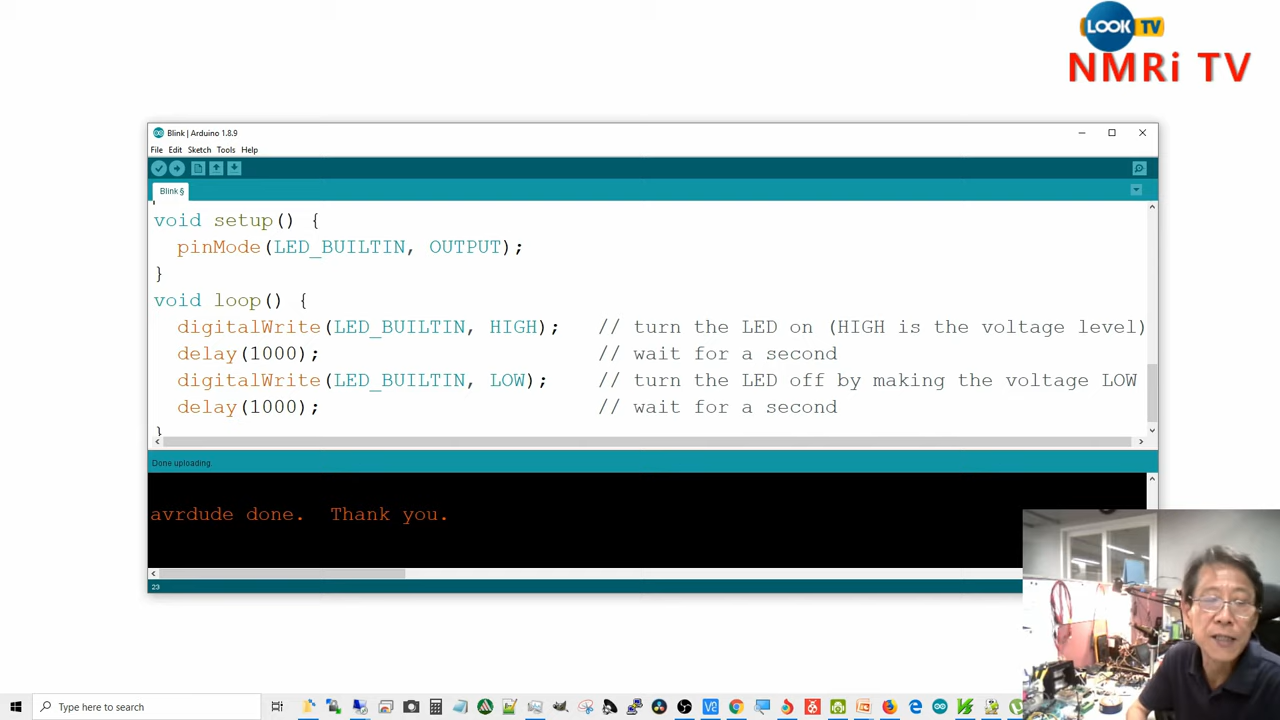 LOOK TV
NMRi TV
Blink | Arduino 1.8.9
File Edit Sketch Tools Help
Blink §
void setup() {
pinMode(LED_BUILTIN, OUTPUT);
}
void loop() {
digitalWrite(LED_BUILTIN, HIGH); // turn the LED on (HIGH is the voltage level)
delay(1000); // wait for a second
digitalWrite(LED_BUILTIN, LOW); // turn the LED off by making the voltage LOW
delay(1000); // wait for a second
}
Done uploading.
avrdude done. Thank you.
23
Type here to search